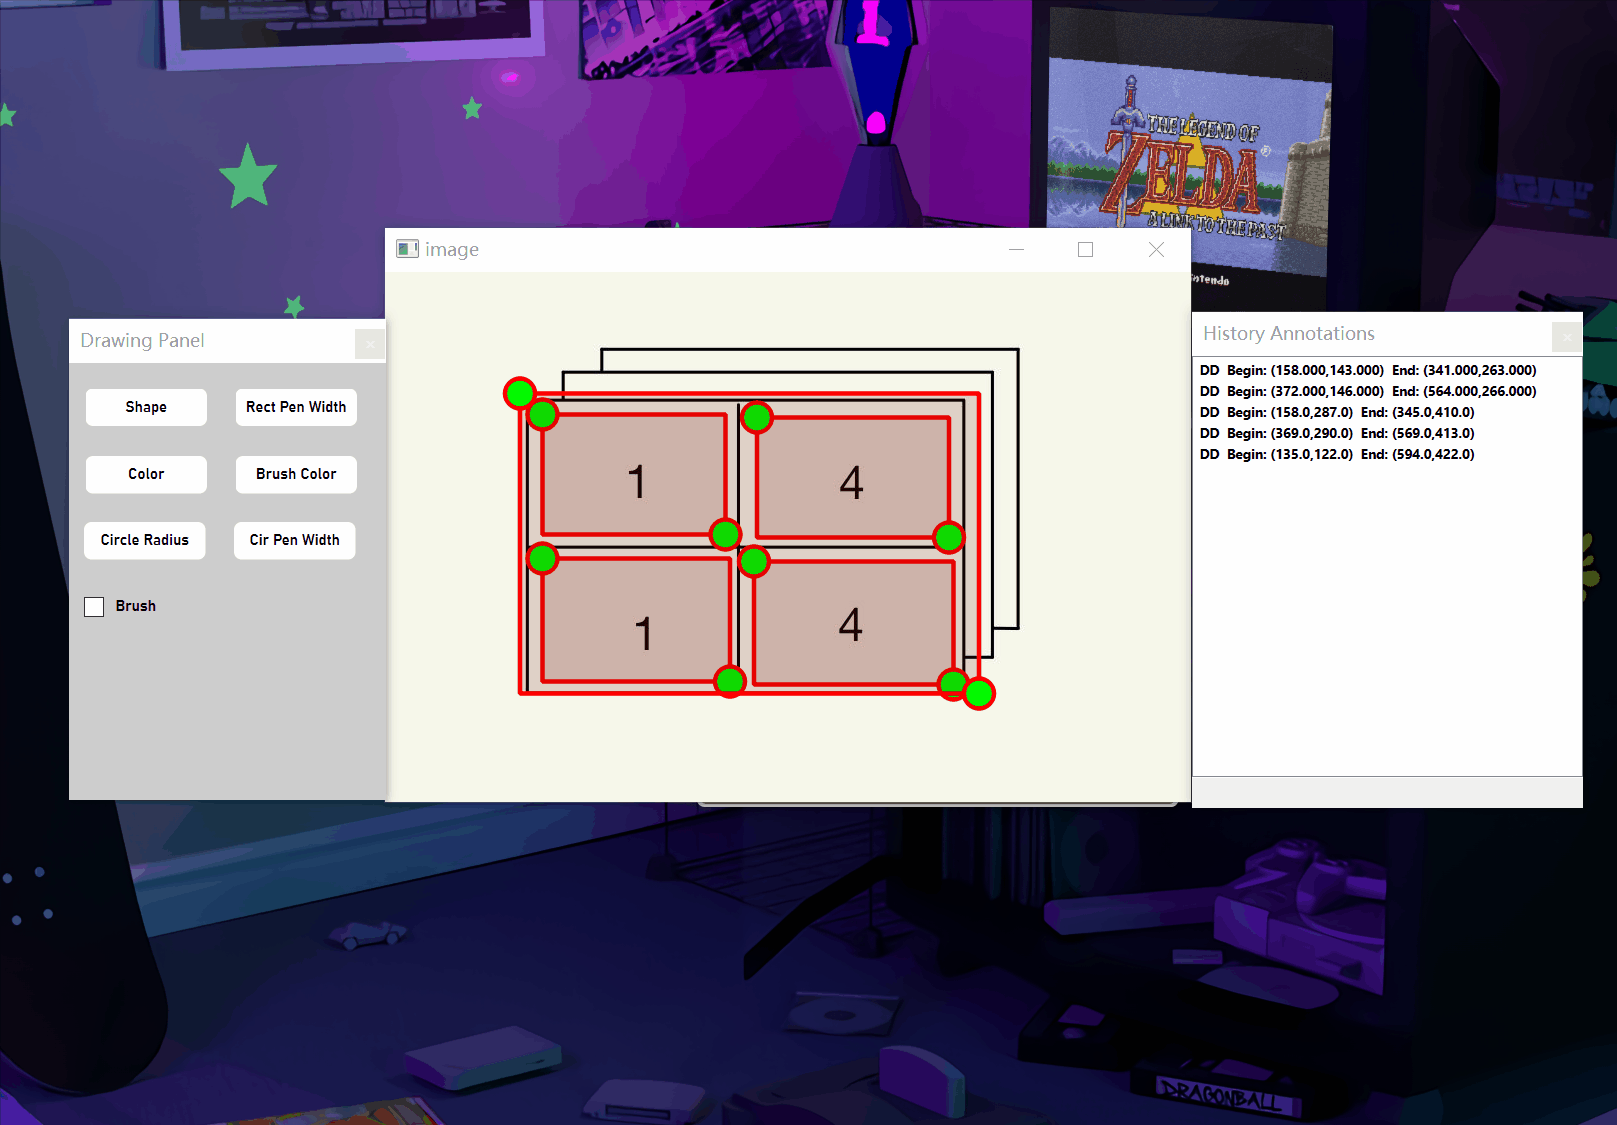 THE LEGEND OF
ZELDA®
A LINK TO THE PAST
Nintendo
image
Drawing Panel
Shape
Rect Pen Width
Color
Brush Color
Circle Radius
Cir Pen Width
Brush
1
4
1
4
History Annotations
DD Begin: (158.000,143.000) End: (341.000,263.000)
DD Begin: (372.000,146.000) End: (564.000,266.000)
DD Begin: (158.0,287.0) End: (345.0,410.0)
DD Begin: (369.0,290.0) End: (569.0,413.0)
DD Begin: (135.0,122.0) End: (594.0,422.0)
DRAGONBALL